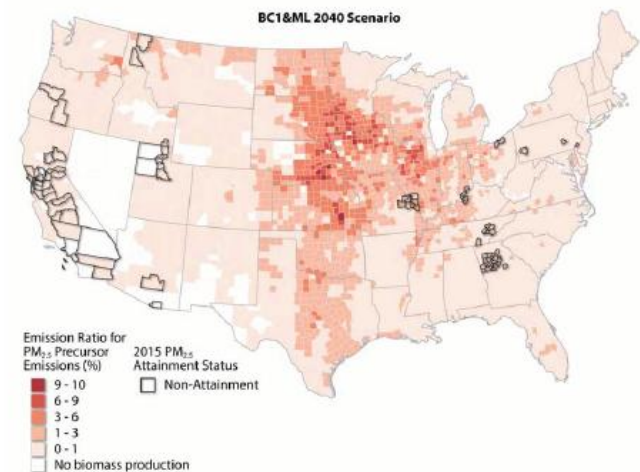 BC1&ML 2040 Scenario
Emission Ratio for
PM2.5 Precursor
Emissions (%)
9 - 10
6 - 9
3 - 6
1 - 3
0 - 1
No biomass production
2015 PM2.5
Attainment Status
Non-Attainment